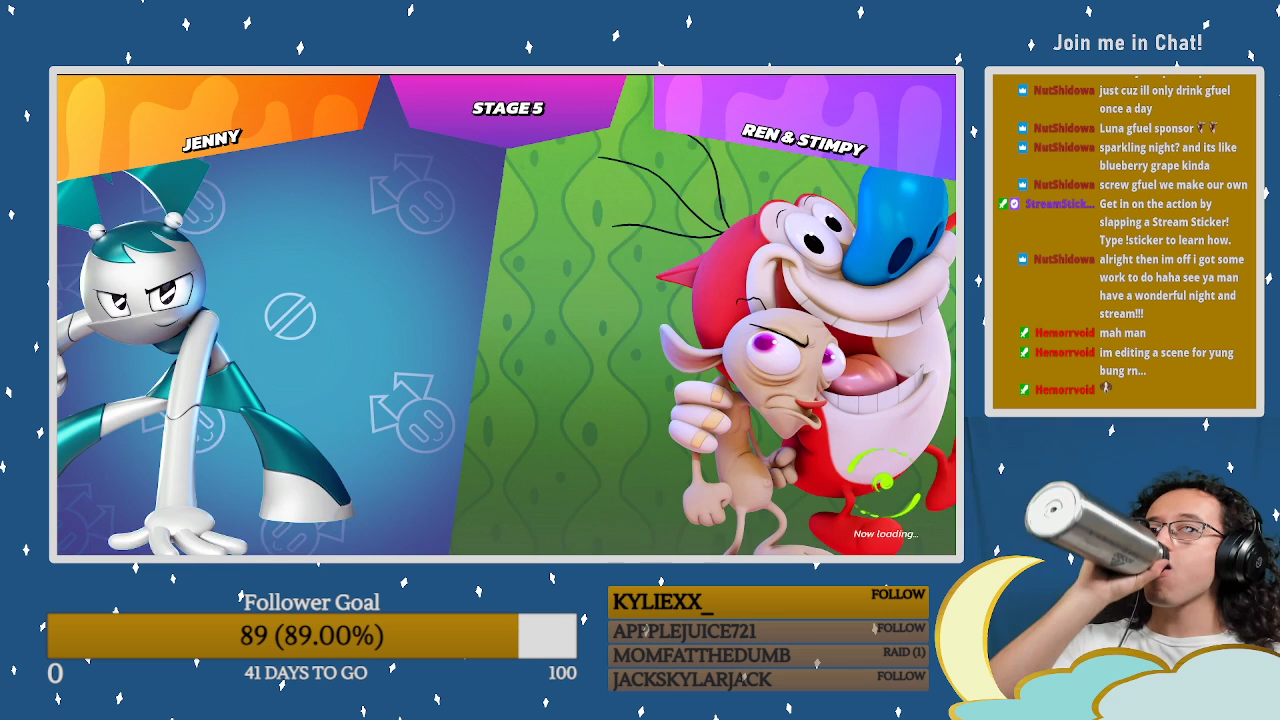 Join me in Chat!
JENNY
STAGE 5
REN & STIMPY
NutShidowa just cuz ill only drink gfuel
once a day
NutShidowa Luna gfuel sponsor
NutShidowa sparkling night? and its like
blueberry grape kinda
NutShidowa screw gfuel we make our own
StreamStick... Get in on the action by
slapping a Stream Sticker!
Type !sticker to learn how.
NutShidowa alright then im off i got some
work to do haha see ya man
have a wonderful night and
stream!!!
Hemorrvoid mah man
Hemorrvoid im editing a scene for yung
bung rn...
Hemorrvoid
Now loading...
Follower Goal
89 (89.00%)
0 41 DAYS TO GO 100
KYLIEXX_ FOLLOW
APPPLEJUICE721 FOLLOW
MOMFATTHEDUMB RAID (1)
JACKSKYLARJACK FOLLOW